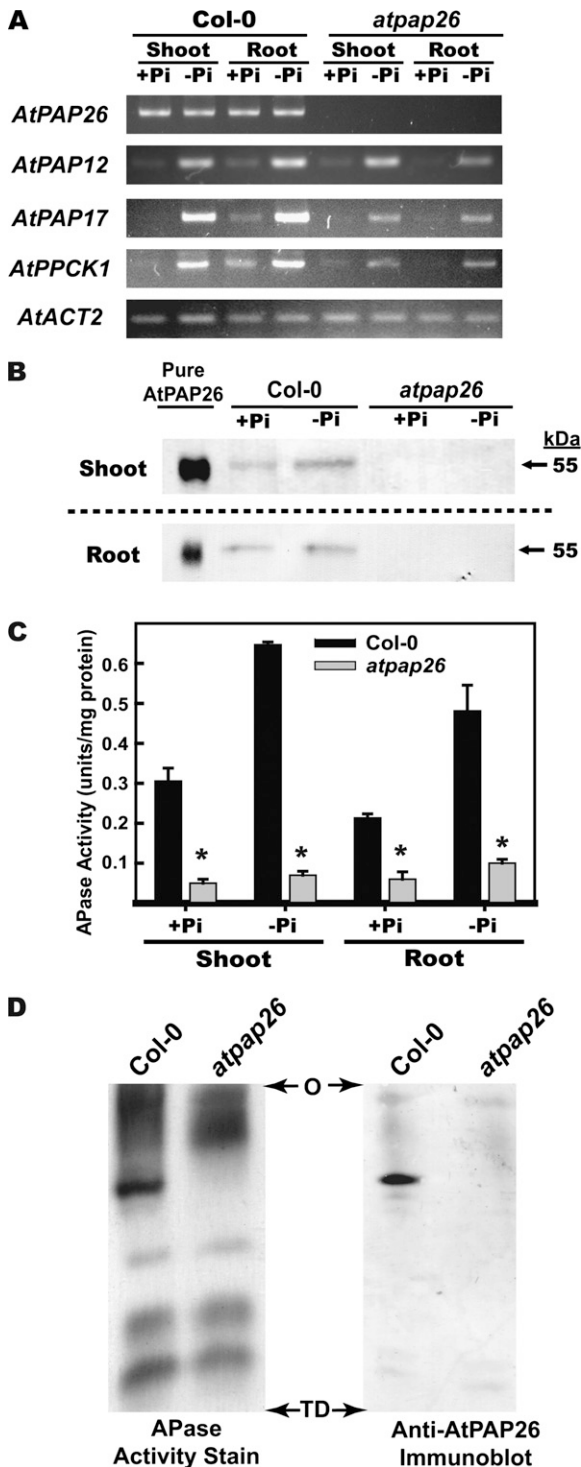 A
Col-0 atpap26
Shoot Root Shoot Root
+Pi -Pi +Pi -Pi +Pi -Pi +Pi -Pi
AtPAP26
AtPAP12
AtPAP17
AtPPCK1
AtACT2
B
Pure
AtPAP26
Col-0 atpap26
+Pi -Pi +Pi -Pi
kDa
Shoot 55
Root 55
C
APase Activity (units/mg protein)
0.6
0.5
0.3
0.2
0.1
Col-0
atpap26
* * * *
+Pi -Pi +Pi -Pi
Shoot Root
D
Col-0 atpap26 Col-0 atpap26
O
TD
APase
Activity Stain
Anti-AtPAP26
Immunoblot